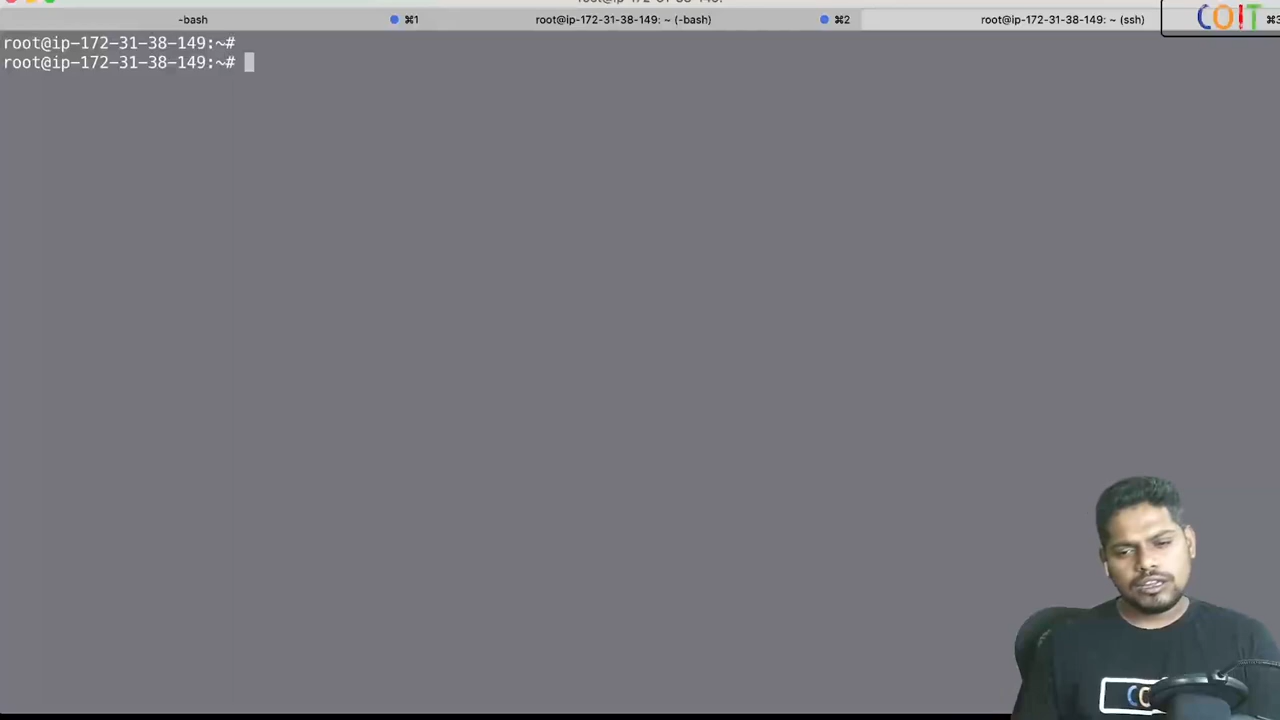 -bash ⌘1 root@ip-172-31-38-149: ~ (-bash) ⌘2 root@ip-172-31-38-149: ~ (ssh) COIT
root@ip-172-31-38-149:~#
root@ip-172-31-38-149:~#